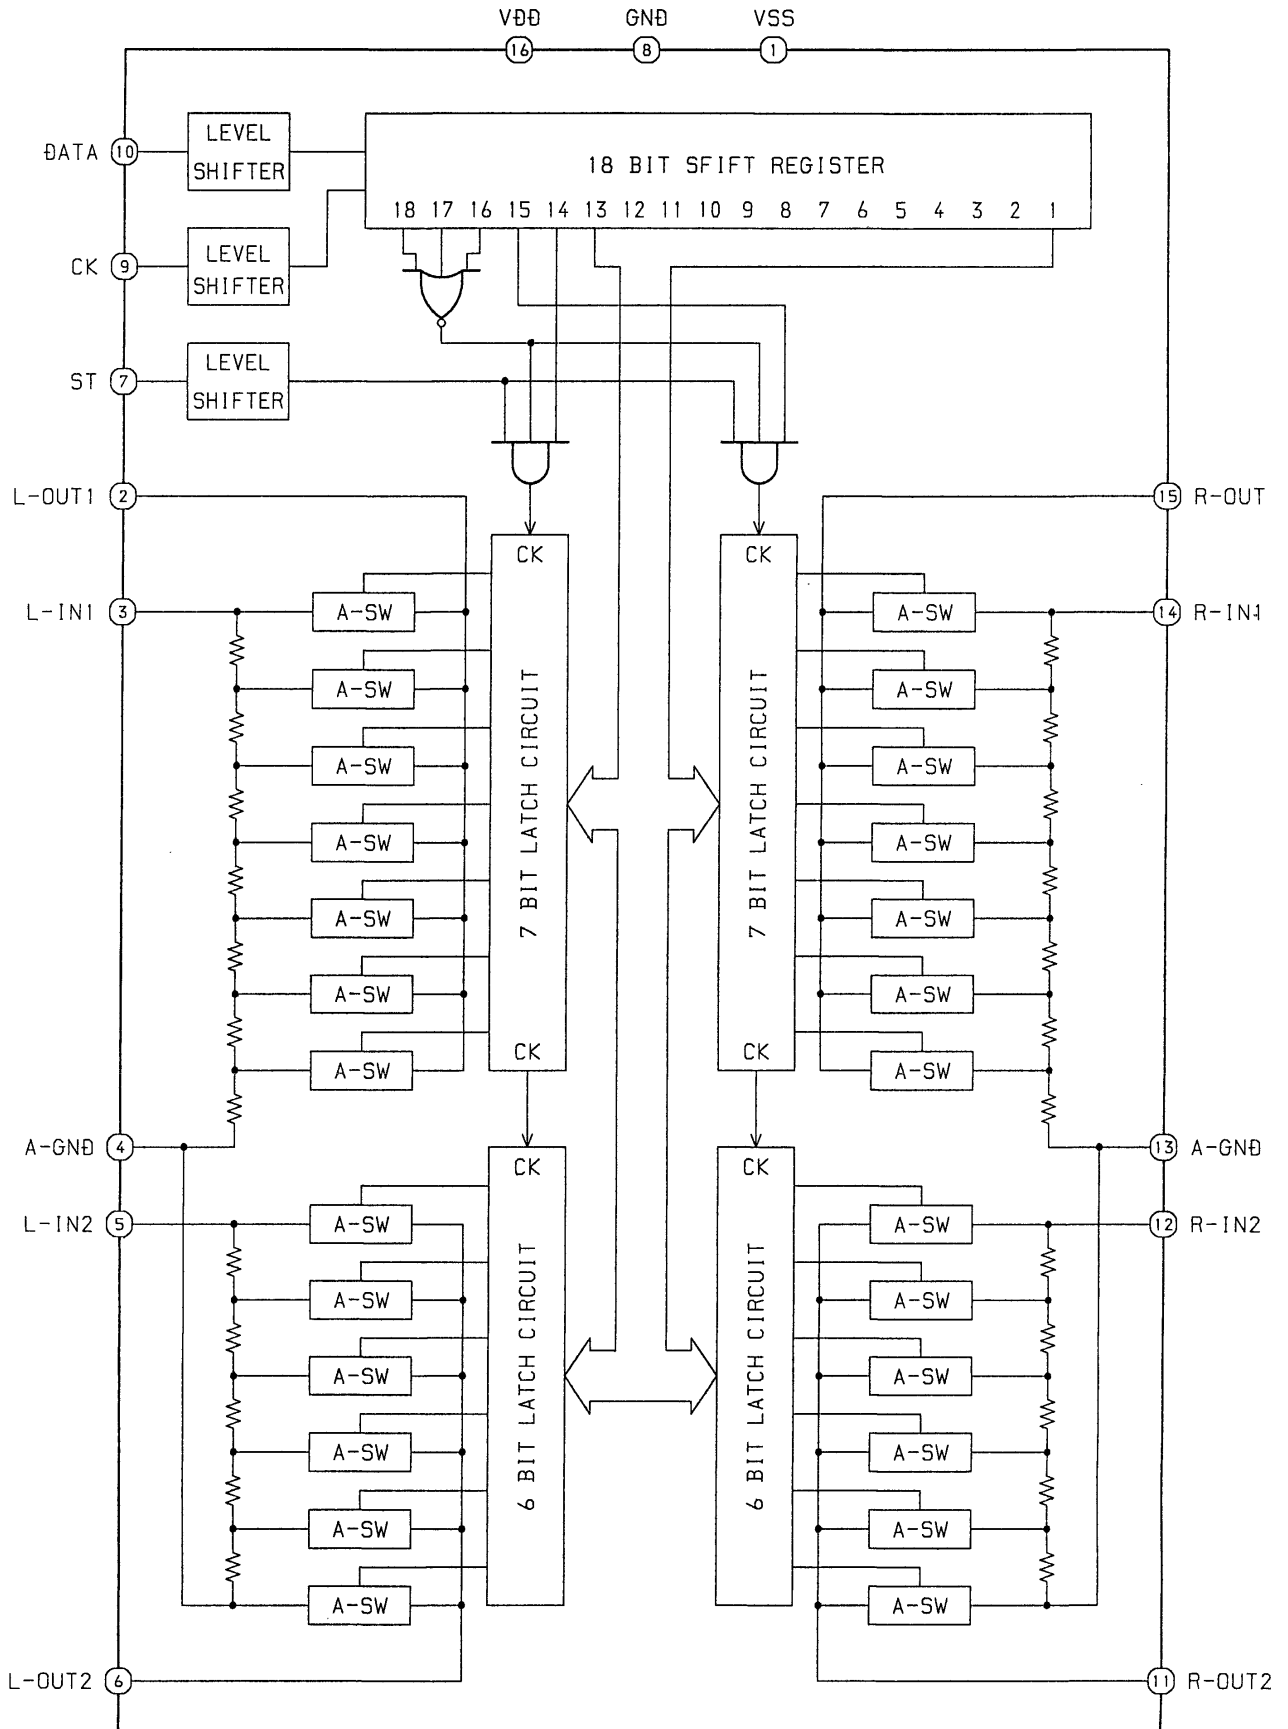 VDD GND VSS
16 8 1
DATA 10 LEVEL SHIFTER
18 BIT SFIFT REGISTER
18 17 16 15 14 13 12 11 10 9 8 7 6 5 4 3 2 1
CK 9 LEVEL SHIFTER
ST 7 LEVEL SHIFTER
L-OUT1 2
15 R-OUT
CK
CK
L-IN1 3
14 R-IN1
A-SW
A-SW
A-SW
A-SW
A-SW
A-SW
A-SW
7 BIT LATCH CIRCUIT
CK
7 BIT LATCH CIRCUIT
CK
A-SW
A-SW
A-SW
A-SW
A-SW
A-SW
A-SW
A-GND 4
13 A-GND
CK
CK
L-IN2 5
12 R-IN2
A-SW
A-SW
A-SW
A-SW
A-SW
A-SW
6 BIT LATCH CIRCUIT
6 BIT LATCH CIRCUIT
A-SW
A-SW
A-SW
A-SW
A-SW
A-SW
L-OUT2 6
11 R-OUT2